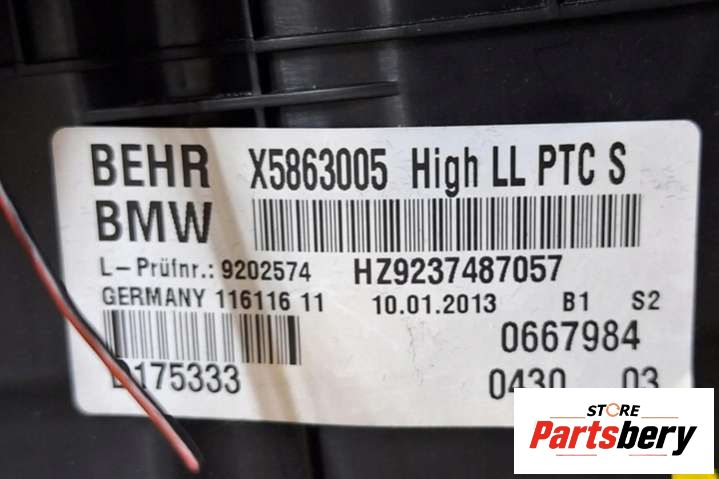 BEHR X5863005 High LL PTC S
BMW
L-Prüfnr.: 9202574 HZ9237487057
GERMANY 116116 11 10.01.2013 B1 S2
0667984
D175333 0430 03
STORE
Partsbery